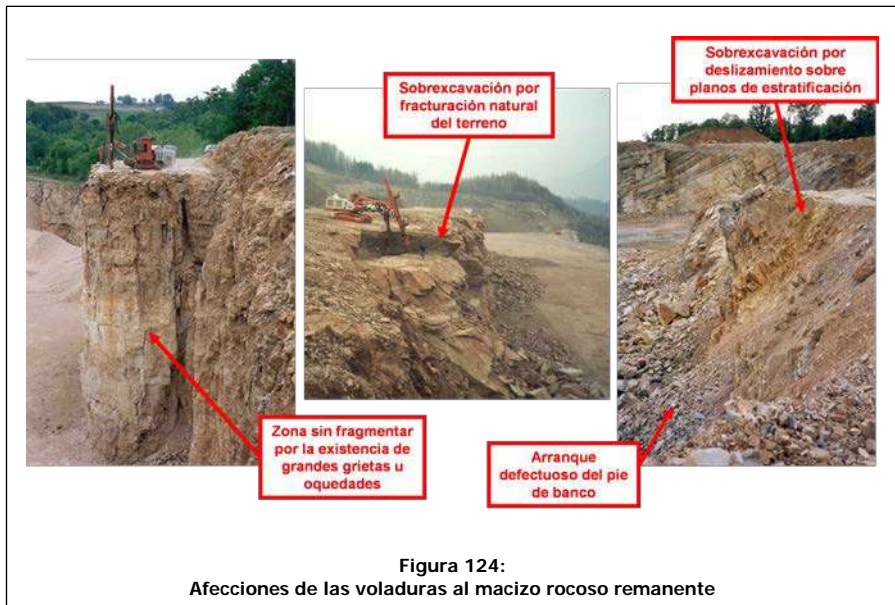 Sobrexcavación por
fracturación natural
del terreno
Sobrexcavación por
deslizamiento sobre
planos de estratificación
Zona sin fragmentar
por la existencia de
grandes grietas u
oquedades
Arranque
defectuoso del pie
de banco
Figura 124:
Afecciones de las voladuras al macizo rocoso remanente